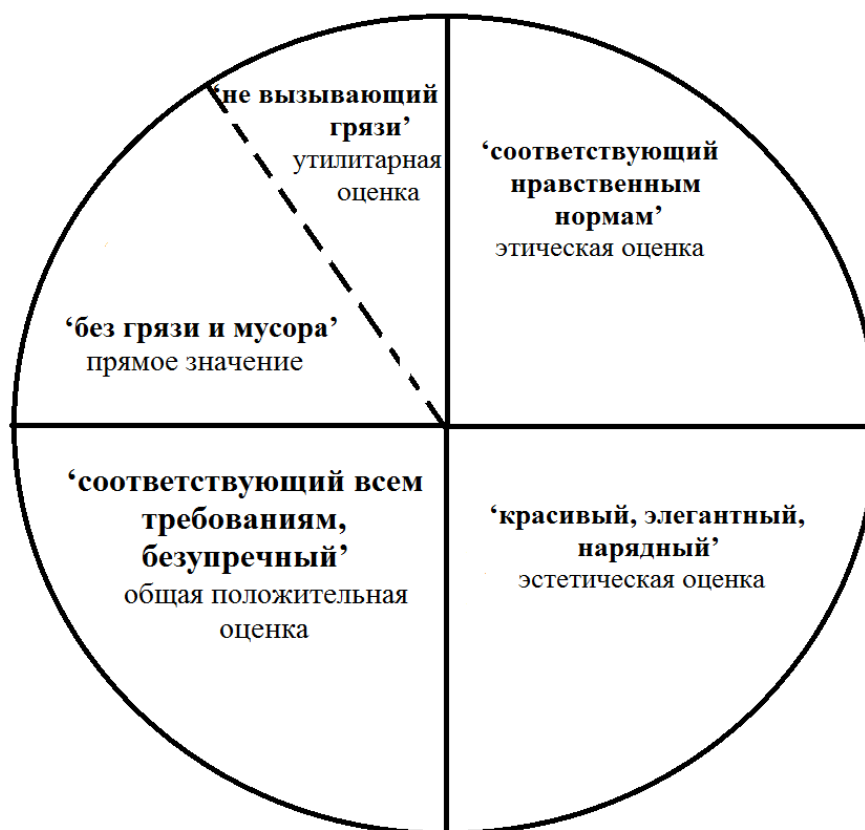 ‘не вызывающий
грязи’
утилитарная
оценка
‘соответствующий
нравственным
нормам’
этическая оценка
‘без грязи и мусора’
прямое значение
‘соответствующий всем
требованиям,
безупречный’
общая положительная
оценка
‘красивый, элегантный,
нарядный’
эстетическая оценка